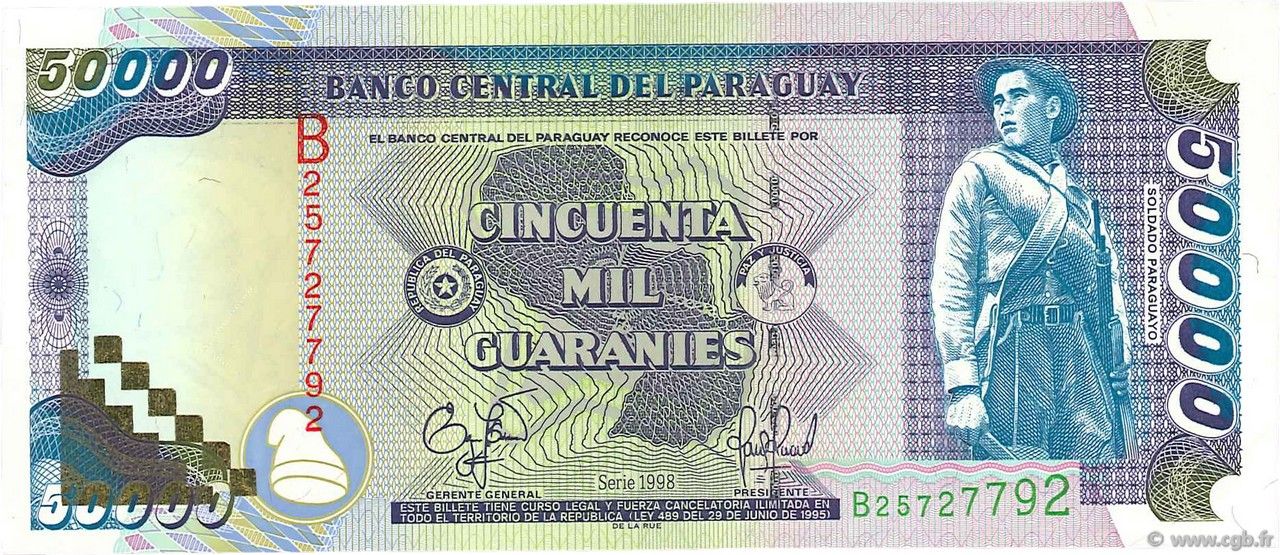 50000
BANCO CENTRAL DEL PARAGUAY
EL BANCO CENTRAL DEL PARAGUAY RECONOCE ESTE BILLETE POR
B25727792
CINCUENTA
MIL
GUARANIES
REPUBLICA DEL PARAGUAY
PAZ Y JUSTICIA
50000
SOLDADO PARAGUAYO
GERENTE GENERAL
Serie 1998
PRESIDENTE
50000
ESTE BILLETE TIENE CURSO LEGAL Y FUERZA CANCELATORIA ILIMITADA EN
TODO EL TERRITORIO DE LA REPUBLICA (LEY 489 DEL 29 DE JUNIO DE 1995)
DE LA RUE
B25727792
© www.cgb.fr